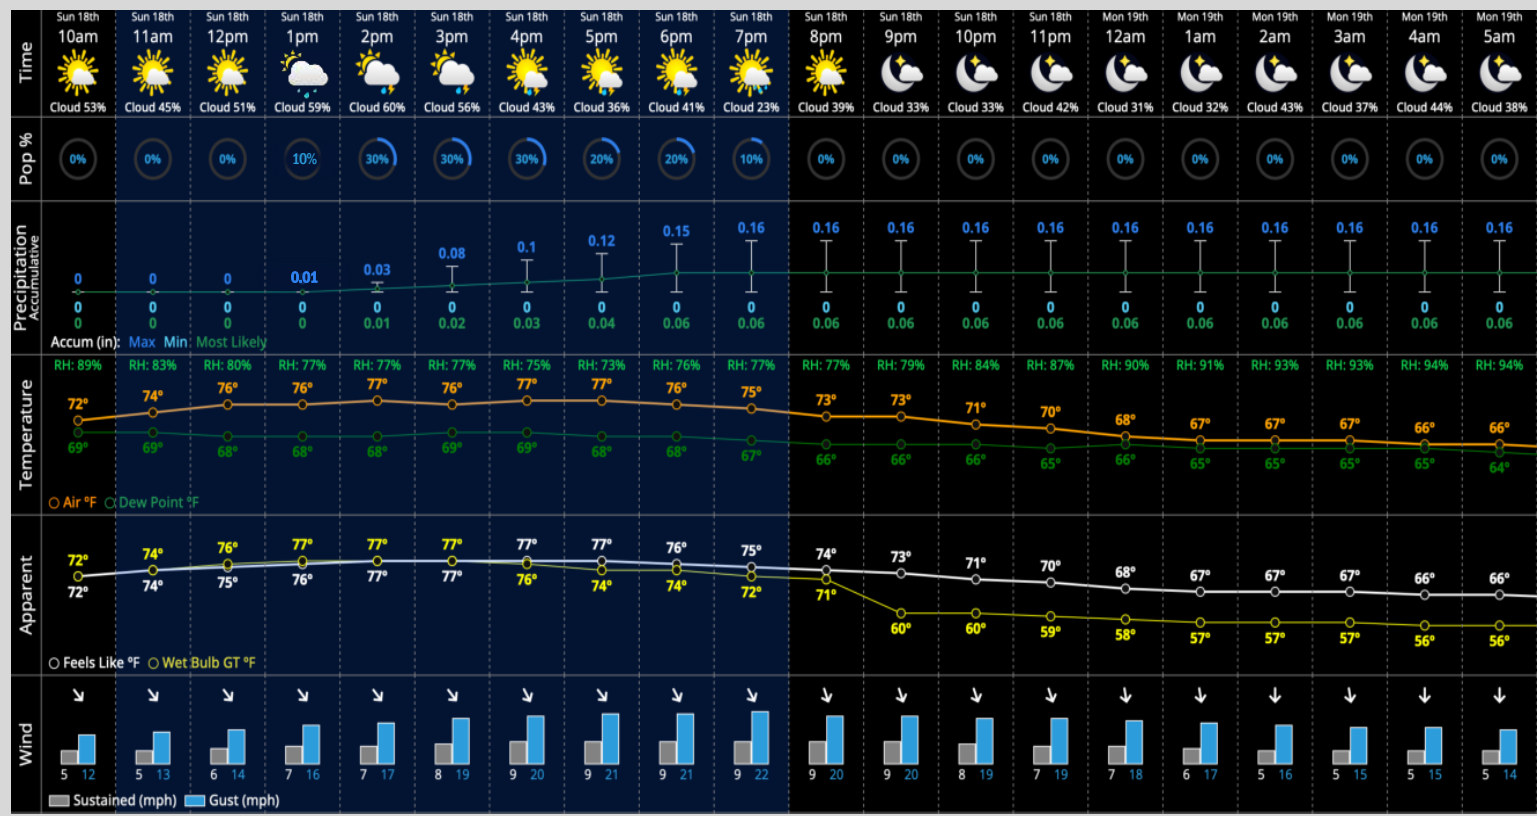 Sun 18th Sun 18th Sun 18th Sun 18th Sun 18th Sun 18th Sun 18th Sun 18th Sun 18th Sun 18th Sun 18th Sun 18th Sun 18th Sun 18th Mon 19th Mon 19th Mon 19th Mon 19th Mon 19th Mon 19th
10am 11am 12pm 1pm 2pm 3pm 4pm 5pm 6pm 7pm 8pm 9pm 10pm 11pm 12am 1am 2am 3am 4am 5am
Time
Cloud 53% Cloud 45% Cloud 51% Cloud 59% Cloud 60% Cloud 56% Cloud 43% Cloud 36% Cloud 41% Cloud 23% Cloud 39% Cloud 33% Cloud 33% Cloud 42% Cloud 31% Cloud 32% Cloud 43% Cloud 37% Cloud 44% Cloud 38%
Pop %
0% 0% 0% 10% 30% 30% 30% 20% 20% 10% 0% 0% 0% 0% 0% 0% 0% 0% 0% 0%
Precipitation
Accumulative
0 0 0 0.01 0.03 0.08 0.1 0.12 0.15 0.16 0.16 0.16 0.16 0.16 0.16 0.16 0.16 0.16 0.16 0.16
0 0 0 0 0 0 0 0 0 0 0 0 0 0 0 0 0 0 0 0
0 0 0 0 0.01 0.02 0.03 0.04 0.06 0.06 0.06 0.06 0.06 0.06 0.06 0.06 0.06 0.06 0.06 0.06
Accum (in): Max Min Most Likely
RH: 89% RH: 83% RH: 80% RH: 77% RH: 77% RH: 77% RH: 75% RH: 73% RH: 76% RH: 77% RH: 77% RH: 79% RH: 84% RH: 87% RH: 90% RH: 91% RH: 93% RH: 93% RH: 94% RH: 94%
Temperature
72° 74° 76° 76° 77° 76° 77° 77° 76° 75° 73° 73° 71° 70° 68° 67° 67° 67° 66° 66°
69° 69° 68° 68° 68° 69° 69° 68° 68° 67° 66° 66° 66° 65° 66° 65° 65° 65° 65° 64°
Air °F Dew Point °F
Apparent
72° 74° 76° 77° 77° 77° 77° 77° 76° 75° 74° 73° 71° 70° 68° 67° 67° 67° 66° 66°
72° 74° 75° 76° 77° 77° 76° 74° 74° 72° 71° 60° 60° 59° 58° 57° 57° 57° 56° 56°
Feels Like °F Wet Bulb GT °F
Wind
5 12 5 13 6 14 7 16 7 17 8 19 9 20 9 21 9 21 9 22 9 20 9 20 8 19 7 19 7 18 6 17 5 16 5 15 5 15 5 14
Sustained (mph) Gust (mph)